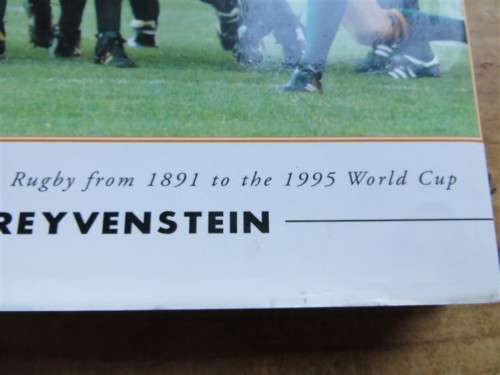 Rugby from 1891 to the 1995 World Cup
REYVENSTEIN